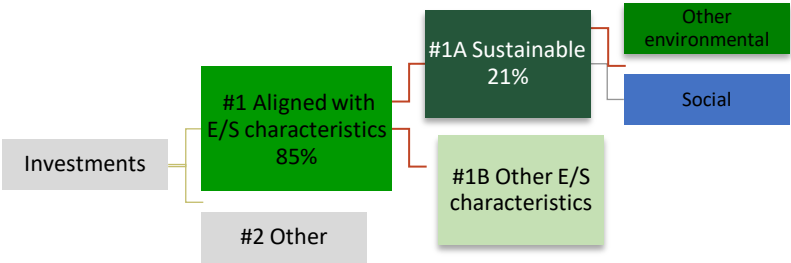 Investments
#1 Aligned with
E/S characteristics
85%
#2 Other
#1A Sustainable
21%
#1B Other E/S
characteristics
Other
environmental
Social